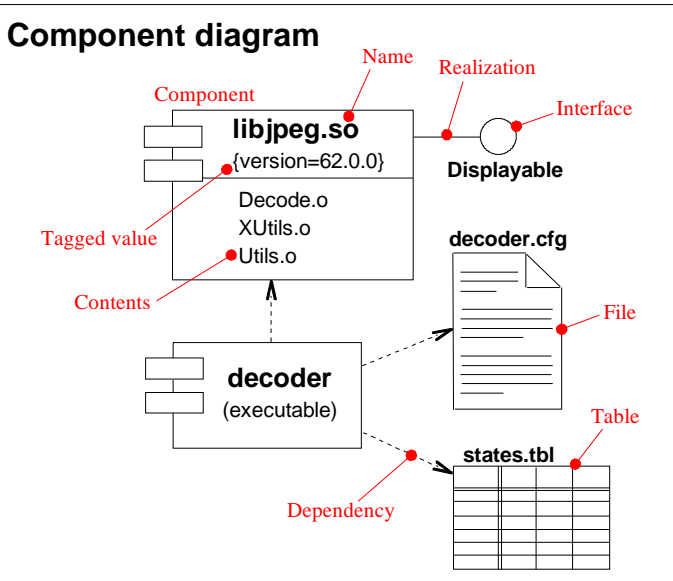 Component diagram
Name
Realization
Component
Interface
libjpeg.so
{version=62.0.0}
Displayable
Decode.o
XUtils.o
Utils.o
Tagged value
decoder.cfg
Contents
File
decoder
(executable)
Table
states.tbl
Dependency